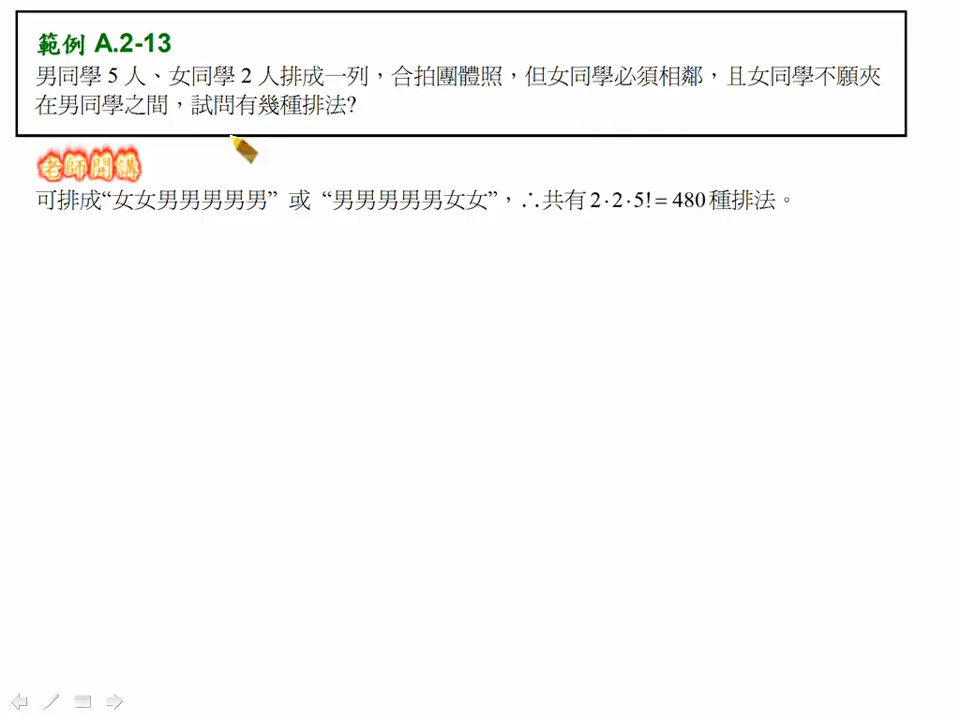 範例 A.2-13
男同學 5 人、女同學 2 人排成一列，合拍團體照，但女同學必須相鄰，且女同學不願夾
在男同學之間，試問有幾種排法?
老師開講
可排成“女女男男男男男” 或 “男男男男男女女”，∴共有 2·2·5! = 480 種排法。